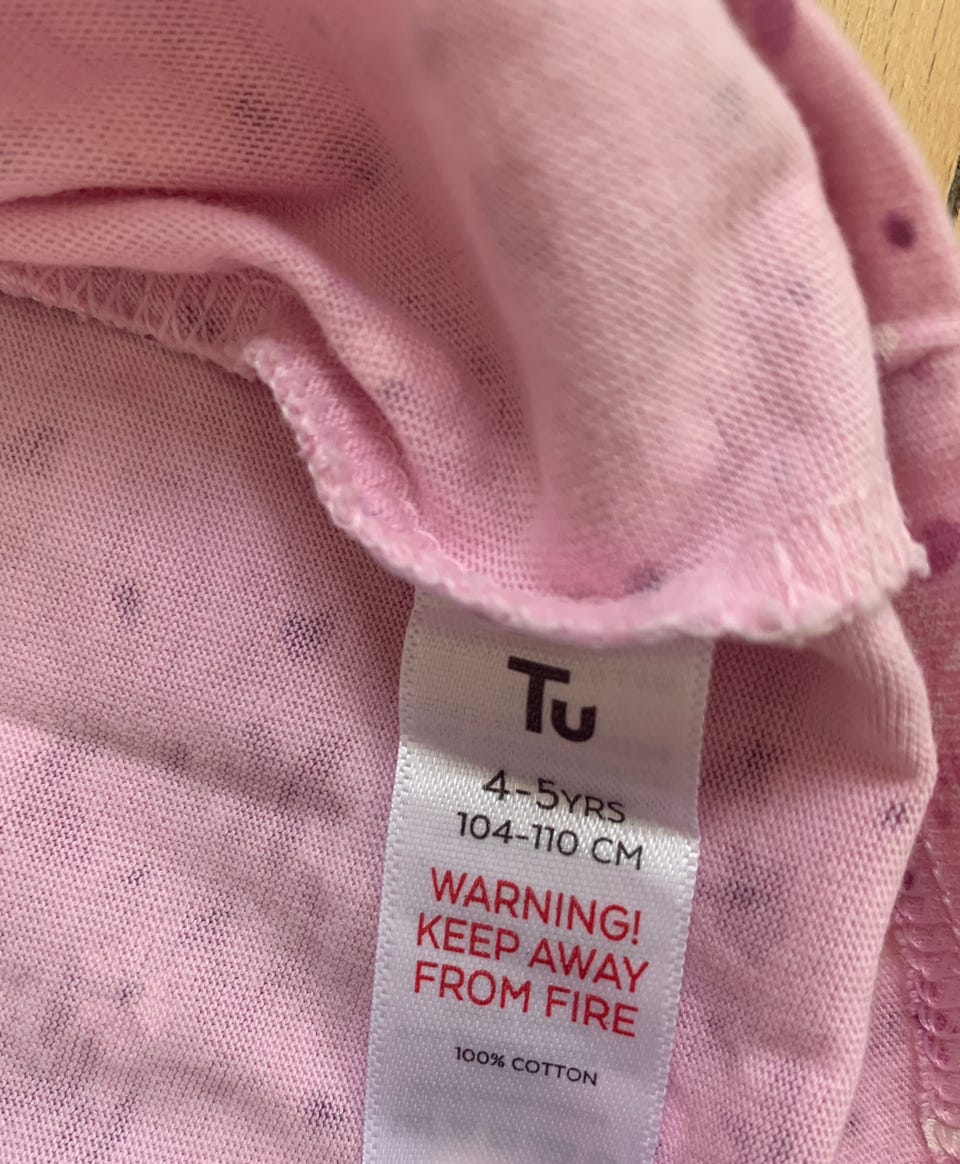 Tu
4-5YRS
104-110 CM
WARNING!
KEEP AWAY
FROM FIRE
100% COTTON